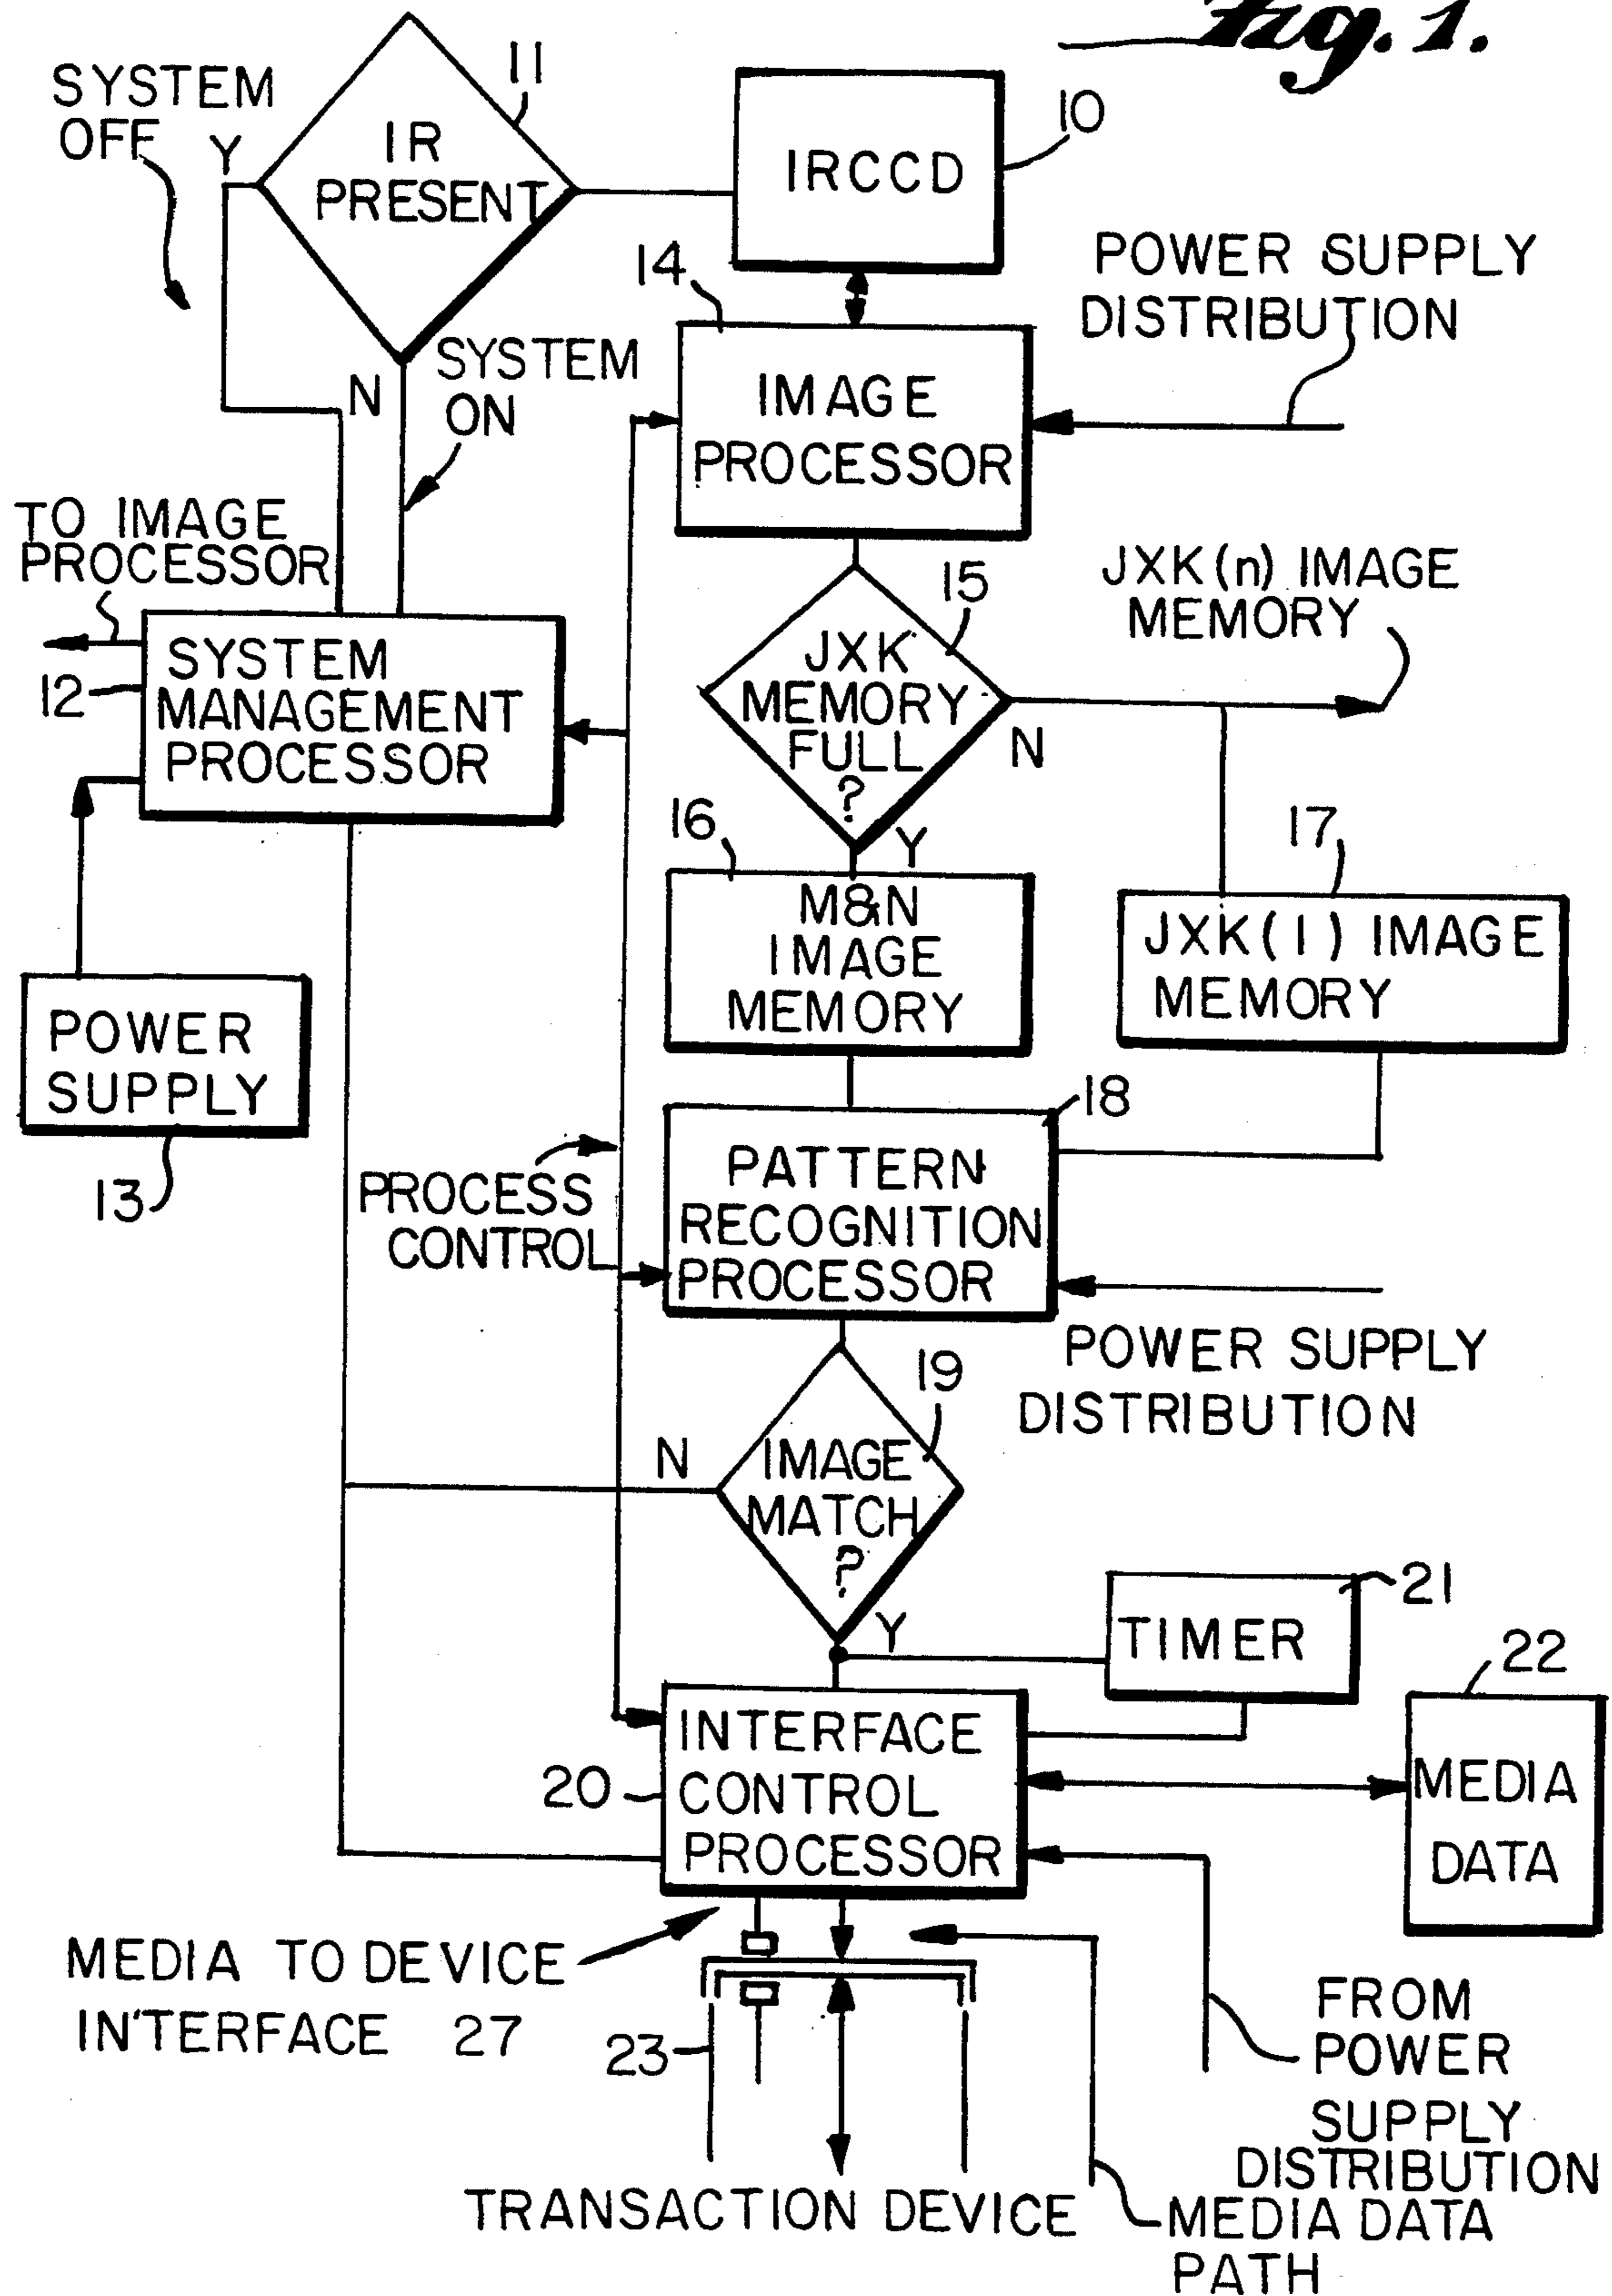 Fig. 1.
SYSTEM
OFF
Y
11
IR
PRESENT
IRCCD
10
14
POWER SUPPLY
DISTRIBUTION
N
SYSTEM
ON
IMAGE
PROCESSOR
TO IMAGE
PROCESSOR
12
SYSTEM
MANAGEMENT
PROCESSOR
15
JXK
MEMORY
FULL
?
N
Y
JXK(n) IMAGE
MEMORY
16
M&N
IMAGE
MEMORY
17
JXK(1) IMAGE
MEMORY
POWER
SUPPLY
13
PROCESS
CONTROL
18
PATTERN
RECOGNITION
PROCESSOR
POWER SUPPLY
DISTRIBUTION
19
N
IMAGE
MATCH
?
Y
21
TIMER
22
MEDIA
DATA
20
INTERFACE
CONTROL
PROCESSOR
MEDIA TO DEVICE
INTERFACE 27
23
FROM
POWER
SUPPLY
DISTRIBUTION
TRANSACTION DEVICE
MEDIA DATA
PATH